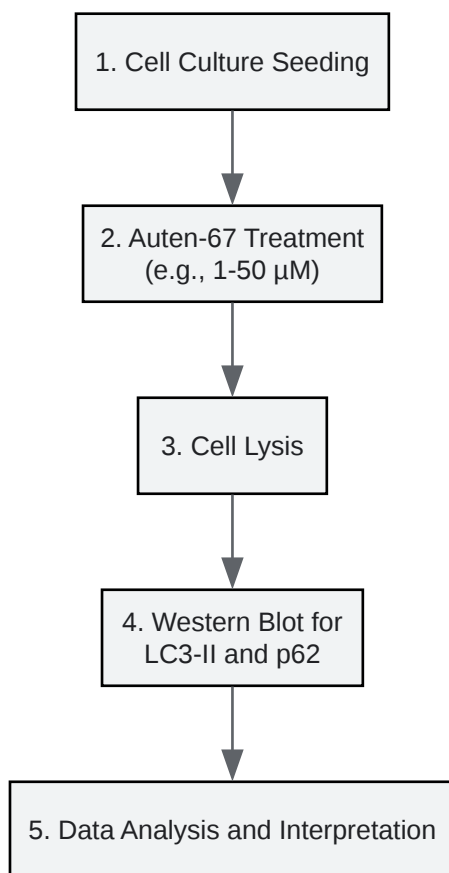 1. Cell Culture Seeding
2. Auten-67 Treatment
(e.g., 1-50 µM)
3. Cell Lysis
4. Western Blot for
LC3-II and p62
5. Data Analysis and Interpretation